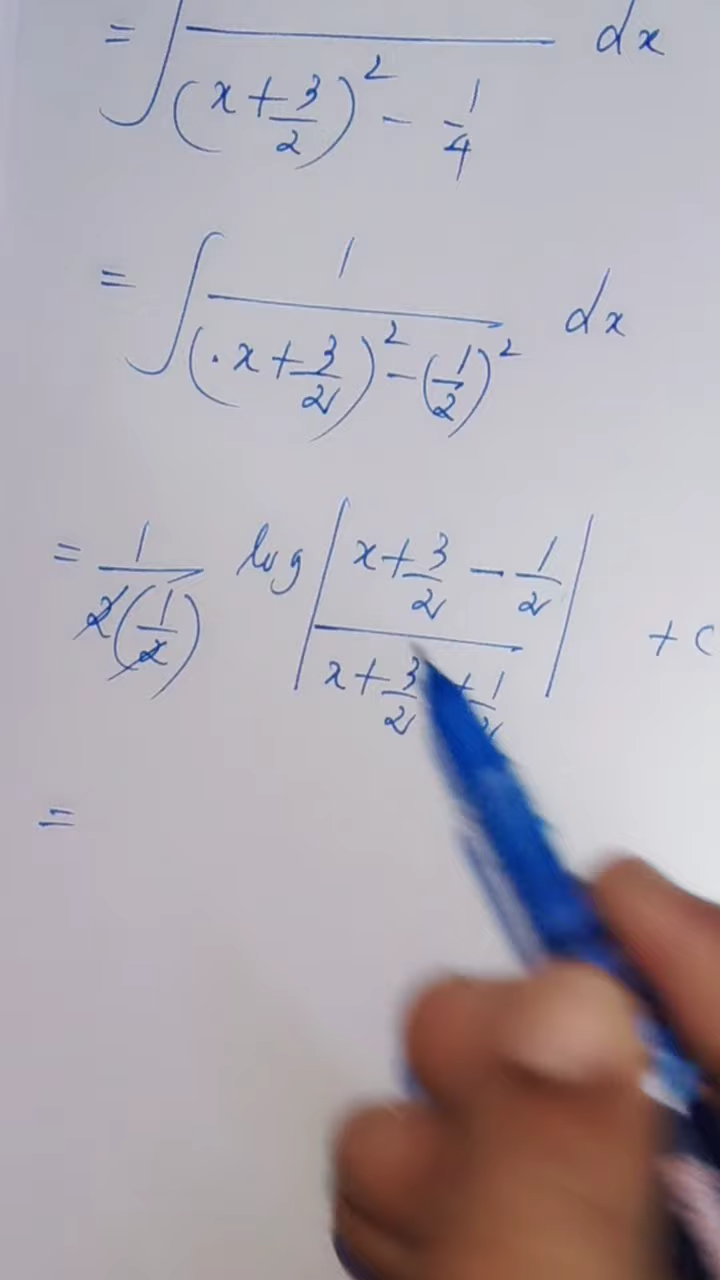 = ∫ ―――― dx
(x + 3/2)² - 1/4
= ∫ 1 / ((x + 3/2)² - (1/2)²) dx
= 1 / (2(1/2)) log | (x + 3/2 - 1/2) / (x + 3/2 + 1/2) | + C
=